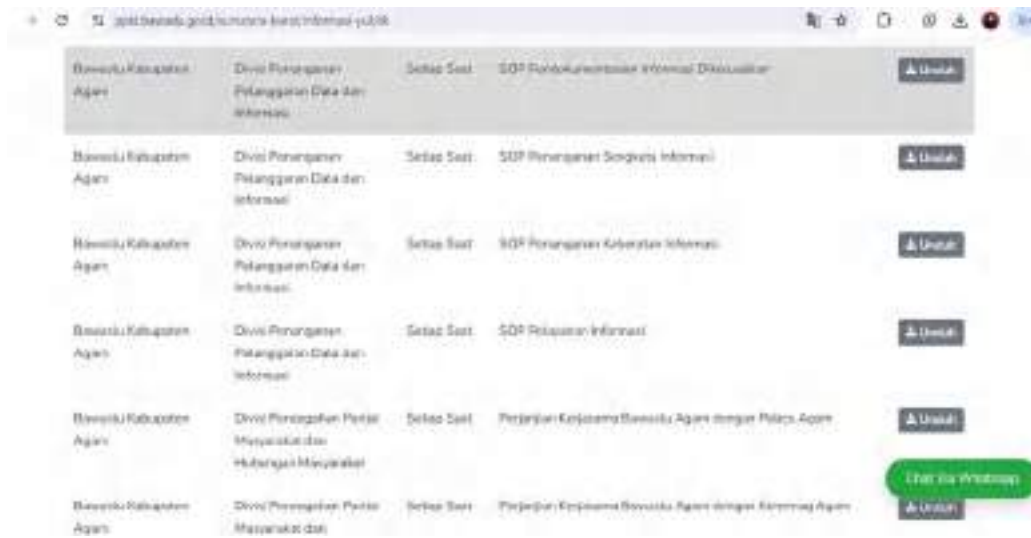 Bawaslu Kabupaten
Agam
Divisi Penanganan
Pelanggaran Data dan
Informasi
Setiap Saat
SOP Pendokumentasian Informasi Dikecualikan
Unduh
Bawaslu Kabupaten
Agam
Divisi Penanganan
Pelanggaran Data dan
Informasi
Setiap Saat
SOP Penanganan Sengketa Informasi
Unduh
Bawaslu Kabupaten
Agam
Divisi Penanganan
Pelanggaran Data dan
Informasi
Setiap Saat
SOP Penanganan Keberatan Informasi
Unduh
Bawaslu Kabupaten
Agam
Divisi Penanganan
Pelanggaran Data dan
Informasi
Setiap Saat
SOP Pelayanan Informasi
Unduh
Bawaslu Kabupaten
Agam
Divisi Pencegahan
Masyarakat dan
Hubungan Masyarakat
Setiap Saat
Perjanjian Kerjasama Bawaslu Agam dengan Polres Agam
Unduh
Chat via Whatsapp
Bawaslu Kabupaten
Agam
Divisi Pencegahan
Masyarakat dan
Setiap Saat
Perjanjian Kerjasama Bawaslu Agam dengan Kemenag Agam
Unduh